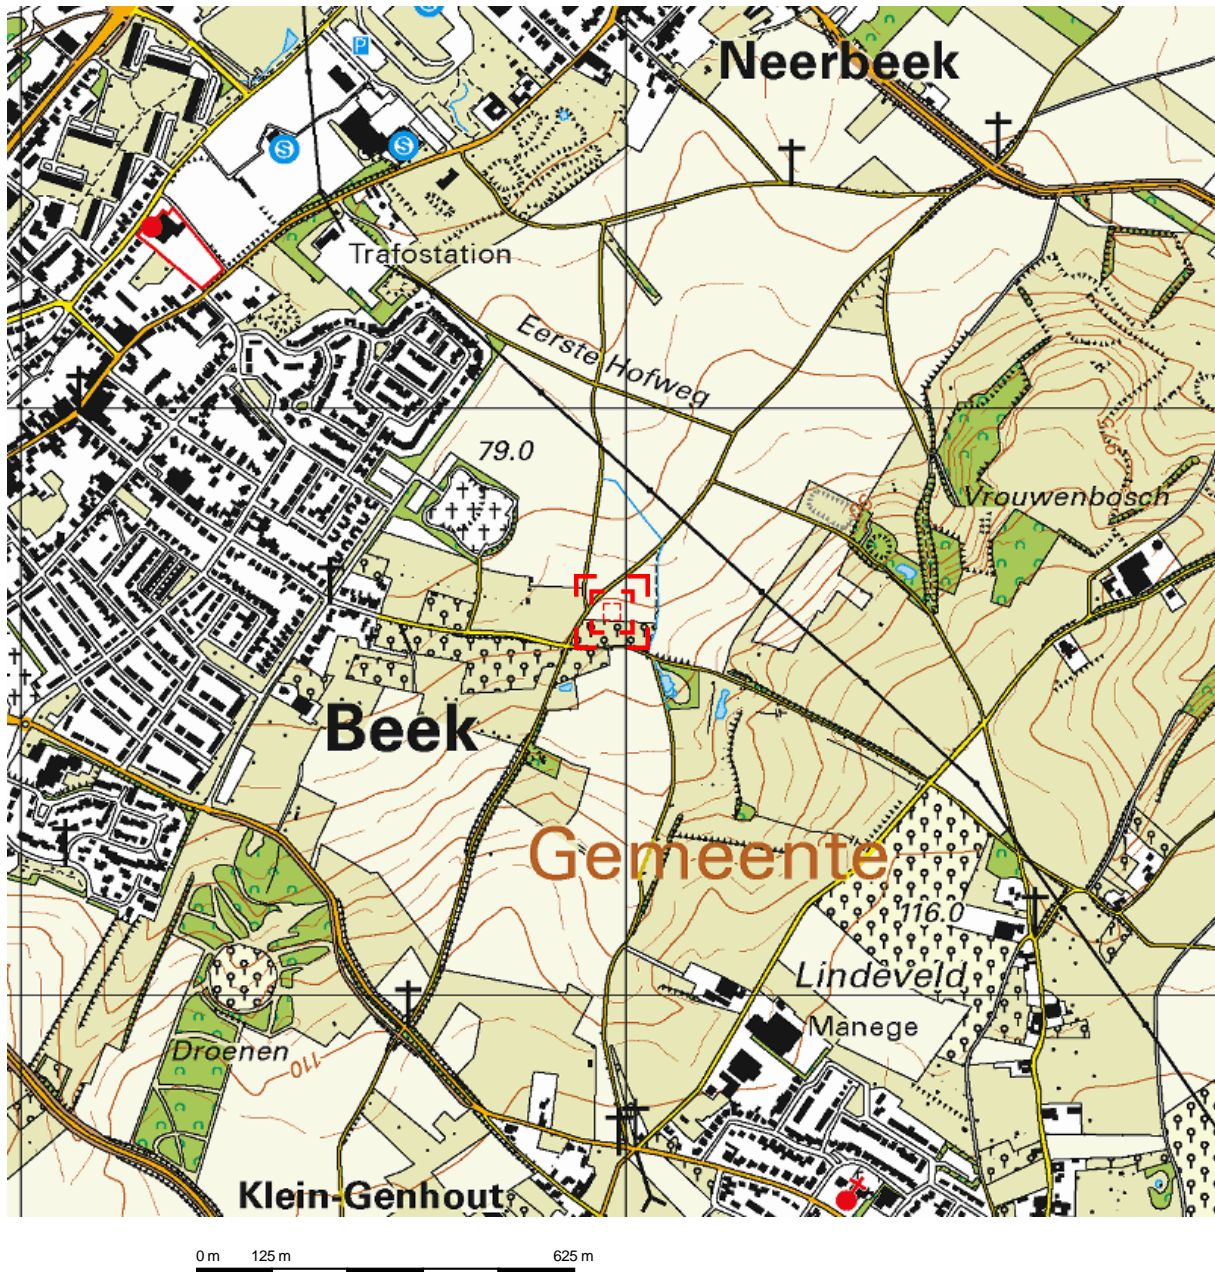 Neerbeek
P
S
S
S
Trafostation
Eerste Hofweg
79.0
Vrouwenbosch
Beek
Gemeente
116.0
Lindeveld
Manege
Droenen
110
Klein-Genhout
0 m 125 m 625 m